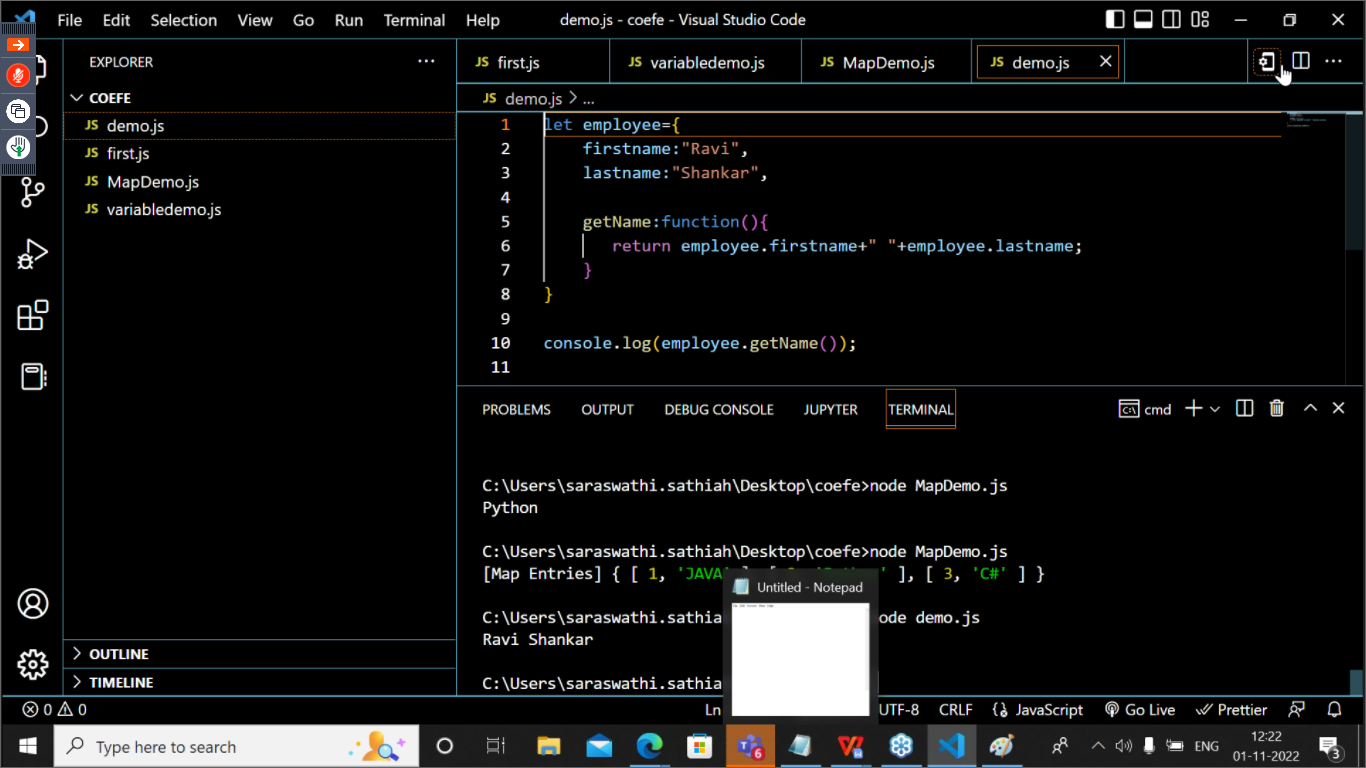 File Edit Selection View Go Run Terminal Help
demo.js - coefe - Visual Studio Code
EXPLORER
COEFE
JS demo.js
JS first.js
JS MapDemo.js
JS variabledemo.js
OUTLINE
TIMELINE
JS first.js JS variabledemo.js JS MapDemo.js JS demo.js
JS demo.js > ...
1 let employee={
2 firstname:"Ravi",
3 lastname:"Shankar",
4
5 getName:function(){
6 return employee.firstname+" "+employee.lastname;
7 }
8 }
9
10 console.log(employee.getName());
11
PROBLEMS OUTPUT DEBUG CONSOLE JUPYTER TERMINAL
cmd
C:\Users\saraswathi.sathiah\Desktop\coefe>node MapDemo.js
Python
C:\Users\saraswathi.sathiah\Desktop\coefe>node MapDemo.js
[Map Entries] { [ 1, 'JAVA' ], [ 3, 'C#' ] }
C:\Users\saraswathi.sathia ode demo.js
Ravi Shankar
C:\Users\saraswathi.sathia
Untitled - Notepad
0 0
Ln UTF-8 CRLF JavaScript Go Live Prettier
Type here to search
6
ENG
12:22
01-11-2022
3